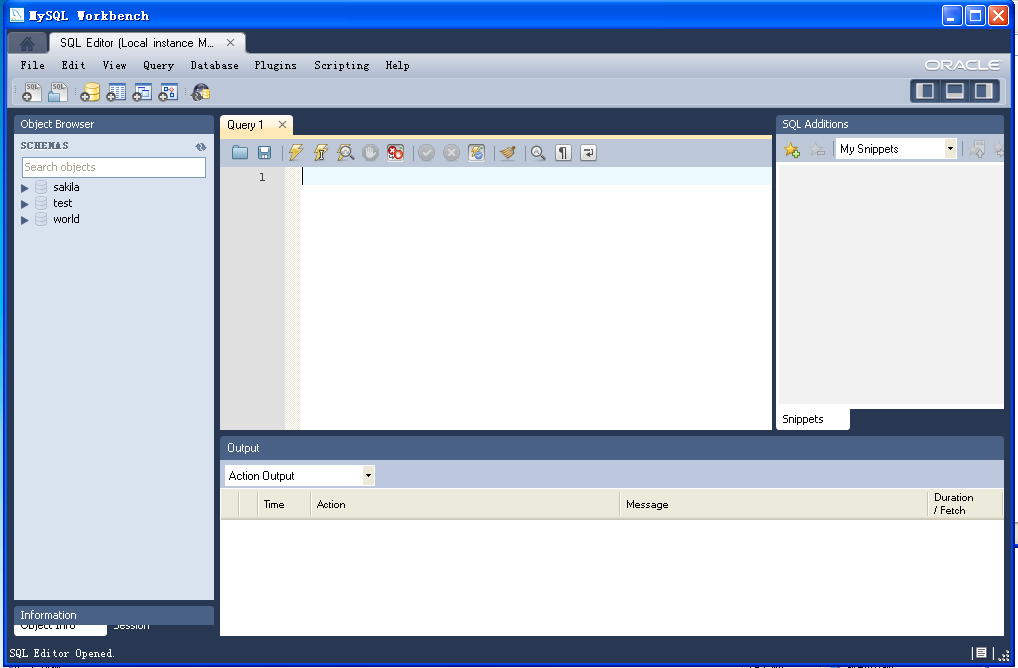 MySQL Workbench
SQL Editor (Local instance M...
File Edit View Query Database Plugins Scripting Help
ORACLE
SQL SQL
Object Browser
Query 1
SQL Additions
SCHEMAS
My Snippets
Search objects
1
sakila
test
world
Snippets
Output
Action Output
Time Action Message Duration / Fetch
Information
Object Info Session
SQL Editor Opened.